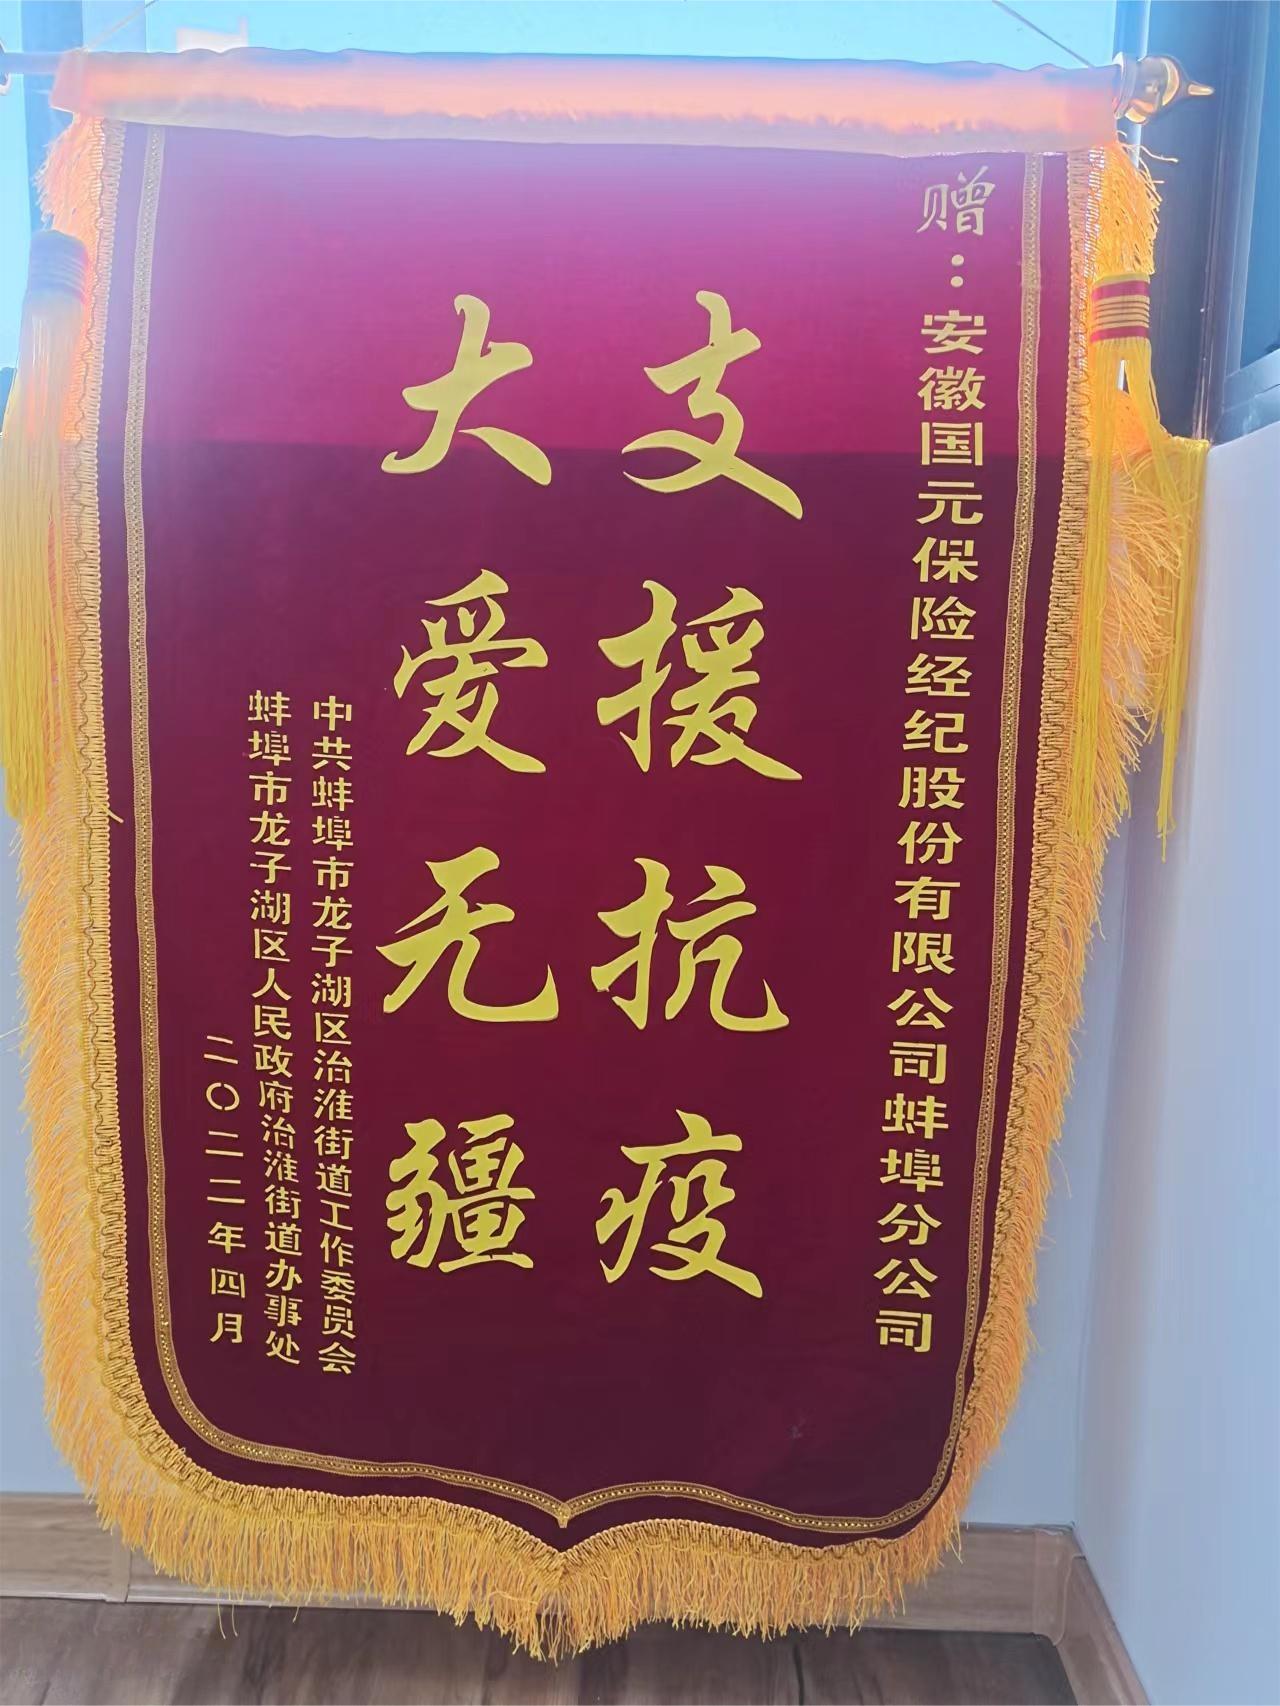 赠：安徽国元保险经纪股份有限公司蚌埠分公司
支援抗疫
大爱无疆
中共蚌埠市龙子湖区治淮街道工作委员会
蚌埠市龙子湖区人民政府治淮街道办事处
二〇二二年四月